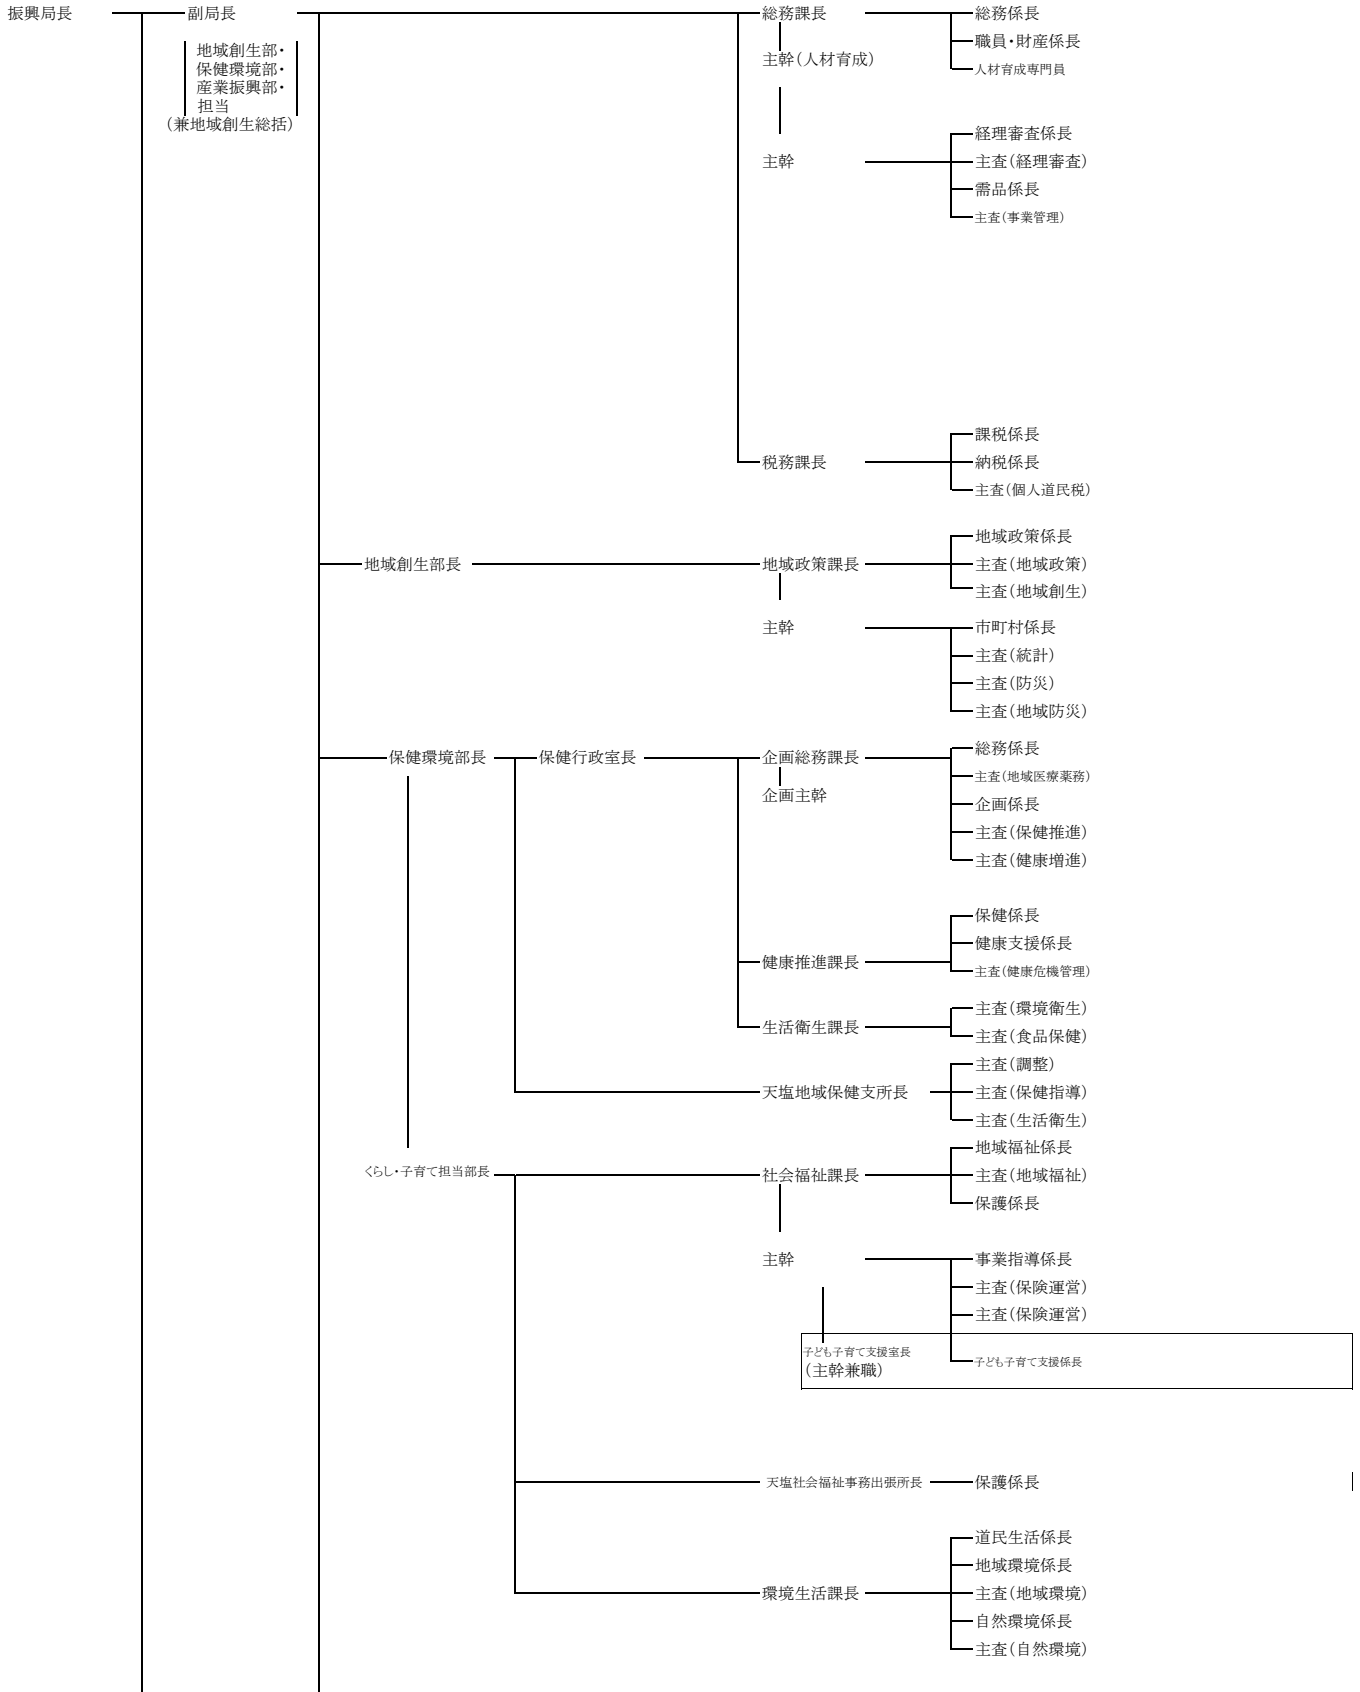 振興局長
副局長
地域創生部・
保健環境部・
産業振興部・
担当
(兼地域創生総括)
総務課長
総務係長
職員・財産係長
主幹(人材育成)
人材育成専門員
経理審査係長
主幹
主査(経理審査)
需品係長
主査(事業管理)
課税係長
税務課長
納税係長
主査(個人道民税)
地域政策係長
地域創生部長
地域政策課長
主査(地域政策)
主査(地域創生)
主幹
市町村係長
主査(統計)
主査(防災)
主査(地域防災)
総務係長
保健環境部長
保健行政室長
企画総務課長
主査(地域医療薬務)
企画主幹
企画係長
主査(保健推進)
主査(健康増進)
保健係長
健康支援係長
健康推進課長
主査(健康危機管理)
主査(環境衛生)
生活衛生課長
主査(食品保健)
主査(調整)
天塩地域保健支所長
主査(保健指導)
主査(生活衛生)
地域福祉係長
くらし・子育て担当部長
社会福祉課長
主査(地域福祉)
保護係長
主幹
事業指導係長
主査(保険運営)
主査(保険運営)
子ども子育て支援室長
(主幹兼職)
子ども子育て支援係長
天塩社会福祉事務出張所長
保護係長
道民生活係長
地域環境係長
環境生活課長
主査(地域環境)
自然環境係長
主査(自然環境)